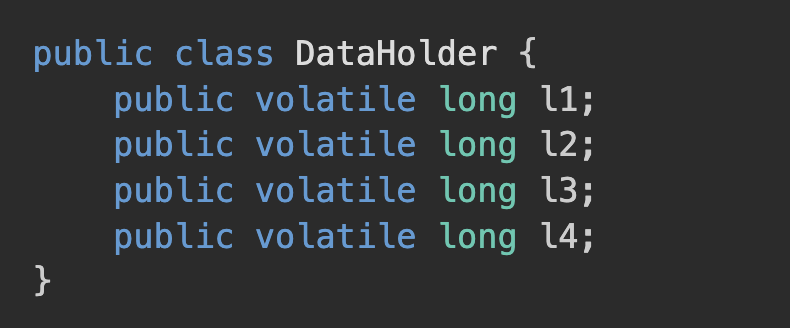 public class DataHolder {
    public volatile long l1;
    public volatile long l2;
    public volatile long l3;
    public volatile long l4;
}